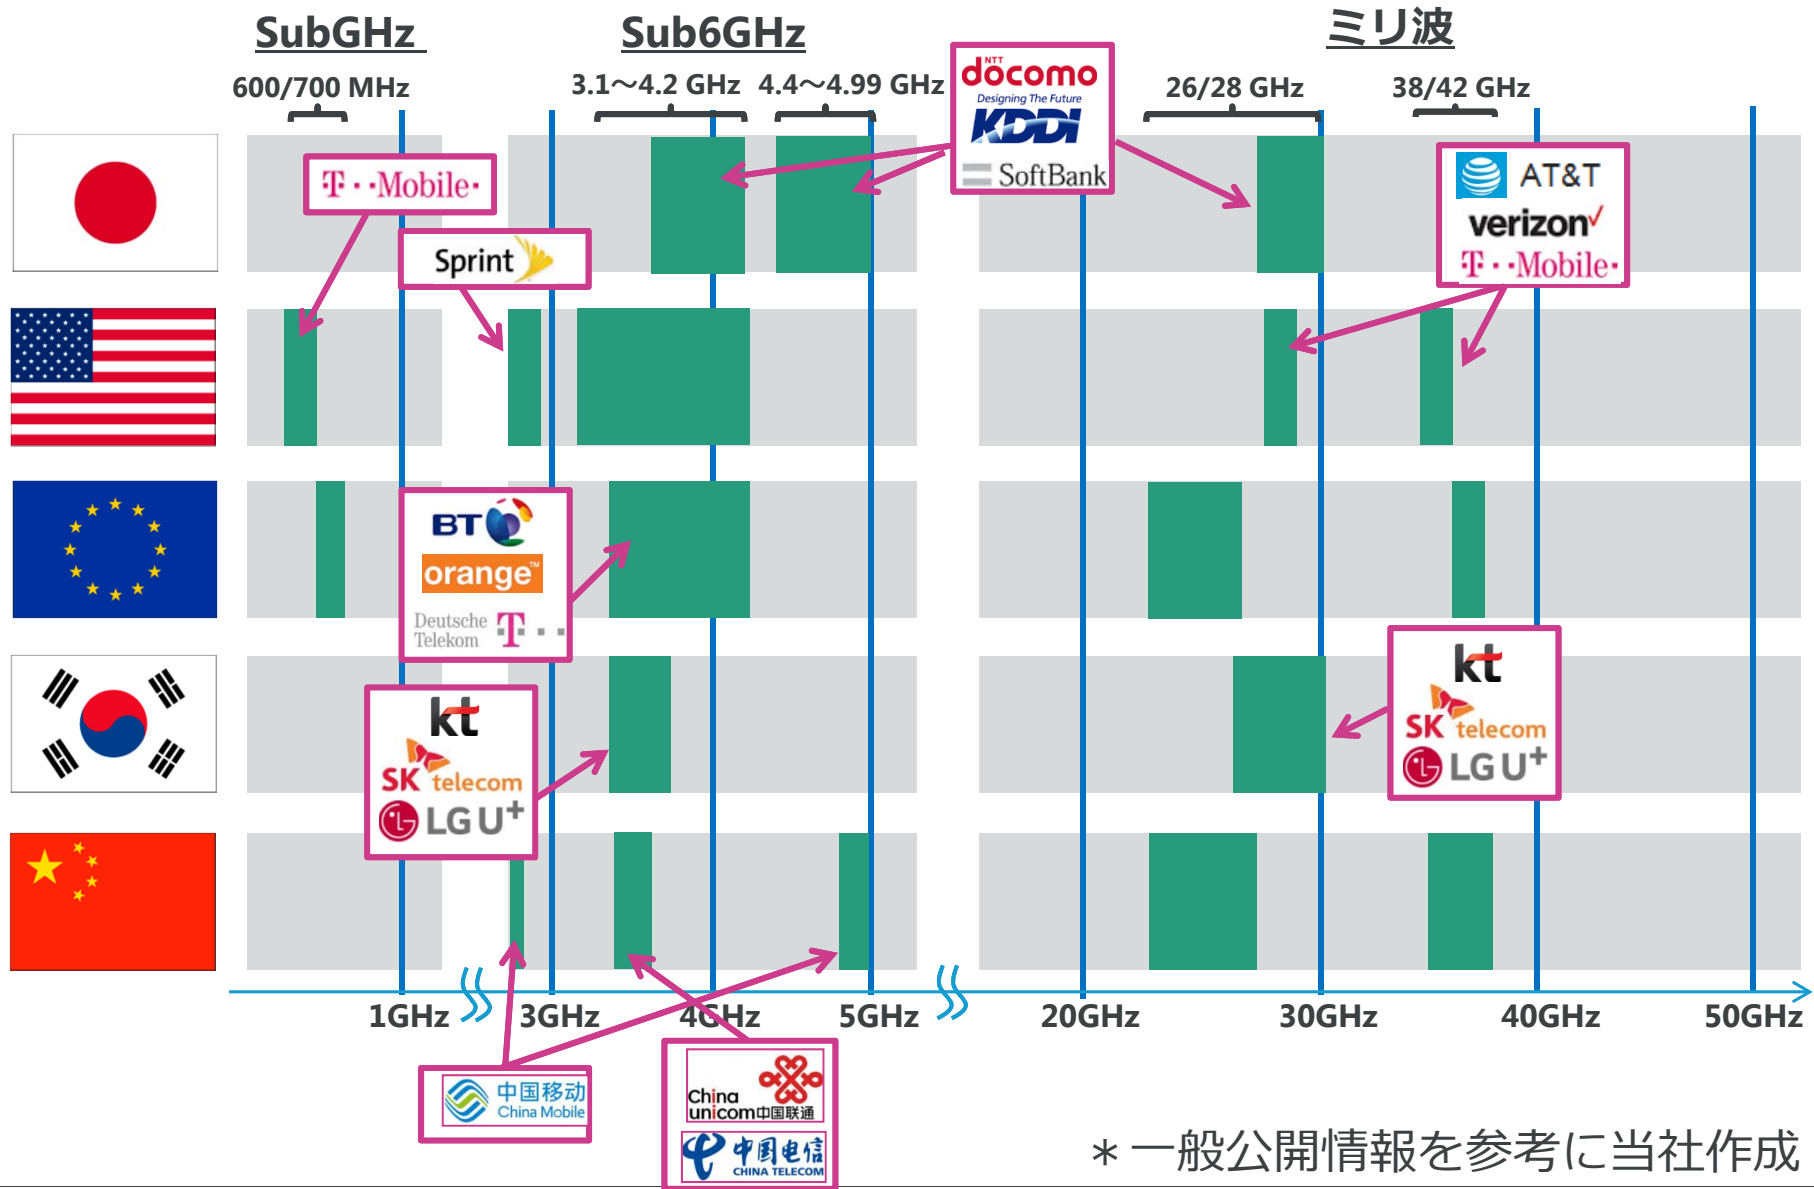 SubGHz
Sub6GHz
ミリ波
600/700 MHz
3.1～4.2 GHz
4.4～4.99 GHz
26/28 GHz
38/42 GHz
NTT
döcomo
Designing The Future
KDDI
SoftBank
T··Mobile·
Sprint
AT&T
verizon✓
T··Mobile·
BT
orange™
Deutsche
Telekom
T··
kt
SK telecom
LG U+
kt
SK telecom
LG U+
1GHz
3GHz
4GHz
5GHz
20GHz
30GHz
40GHz
50GHz
中国移动
China Mobile
China
unicom中国联通
中国电信
CHINA TELECOM
＊一般公開情報を参考に当社作成